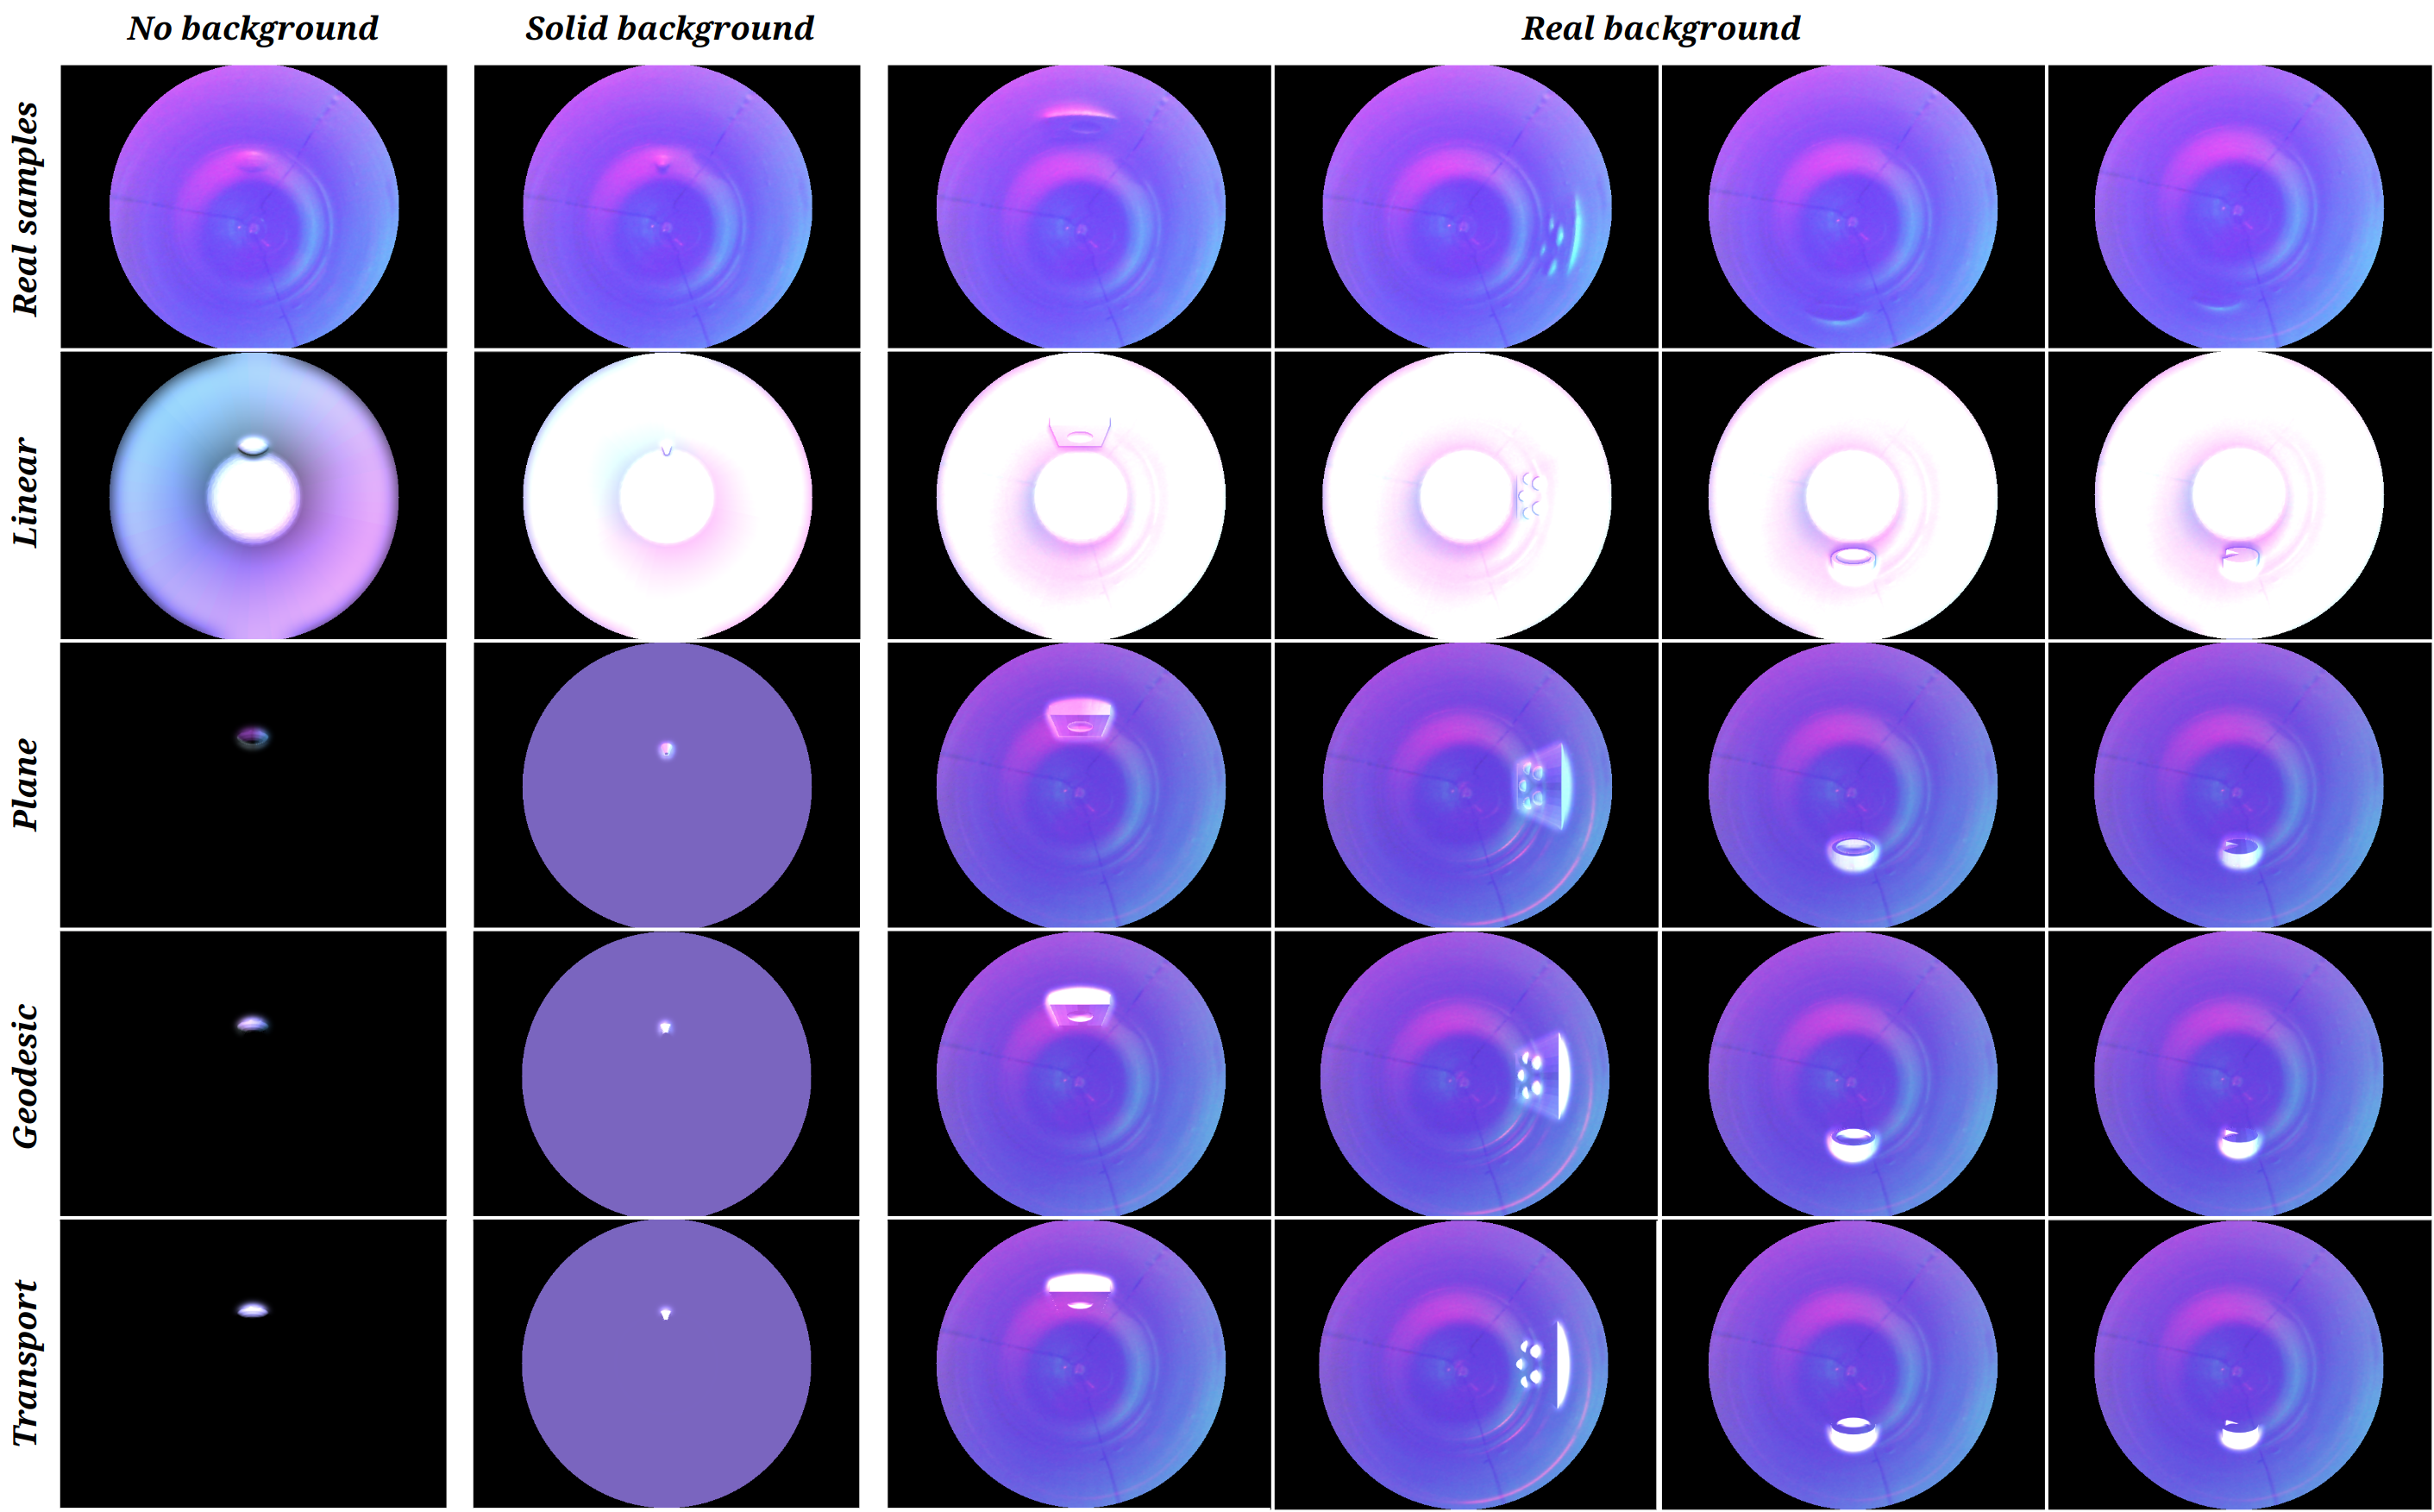 No background
Solid background
Real background
Real samples
Linear
Plane
Geodesic
Transport